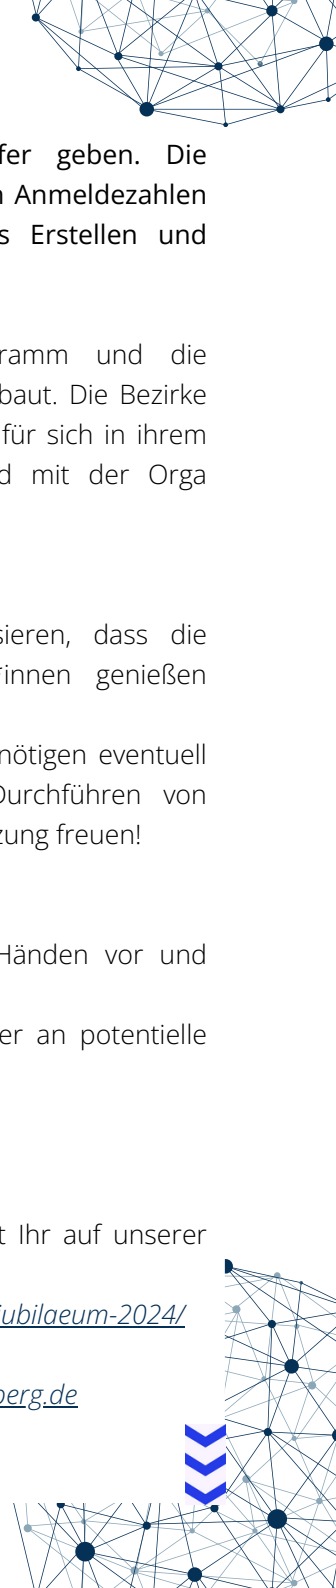 fer geben. Die
n Anmeldezahlen
s Erstellen und
ramm und die
baut. Die Bezirke
für sich in ihrem
d mit der Orga
sieren, dass die
*innen genießen
nötigen eventuell
Durchführen von
zung freuen!
Händen vor und
er an potentielle
t Ihr auf unserer
jubilaeum-2024/
berg.de